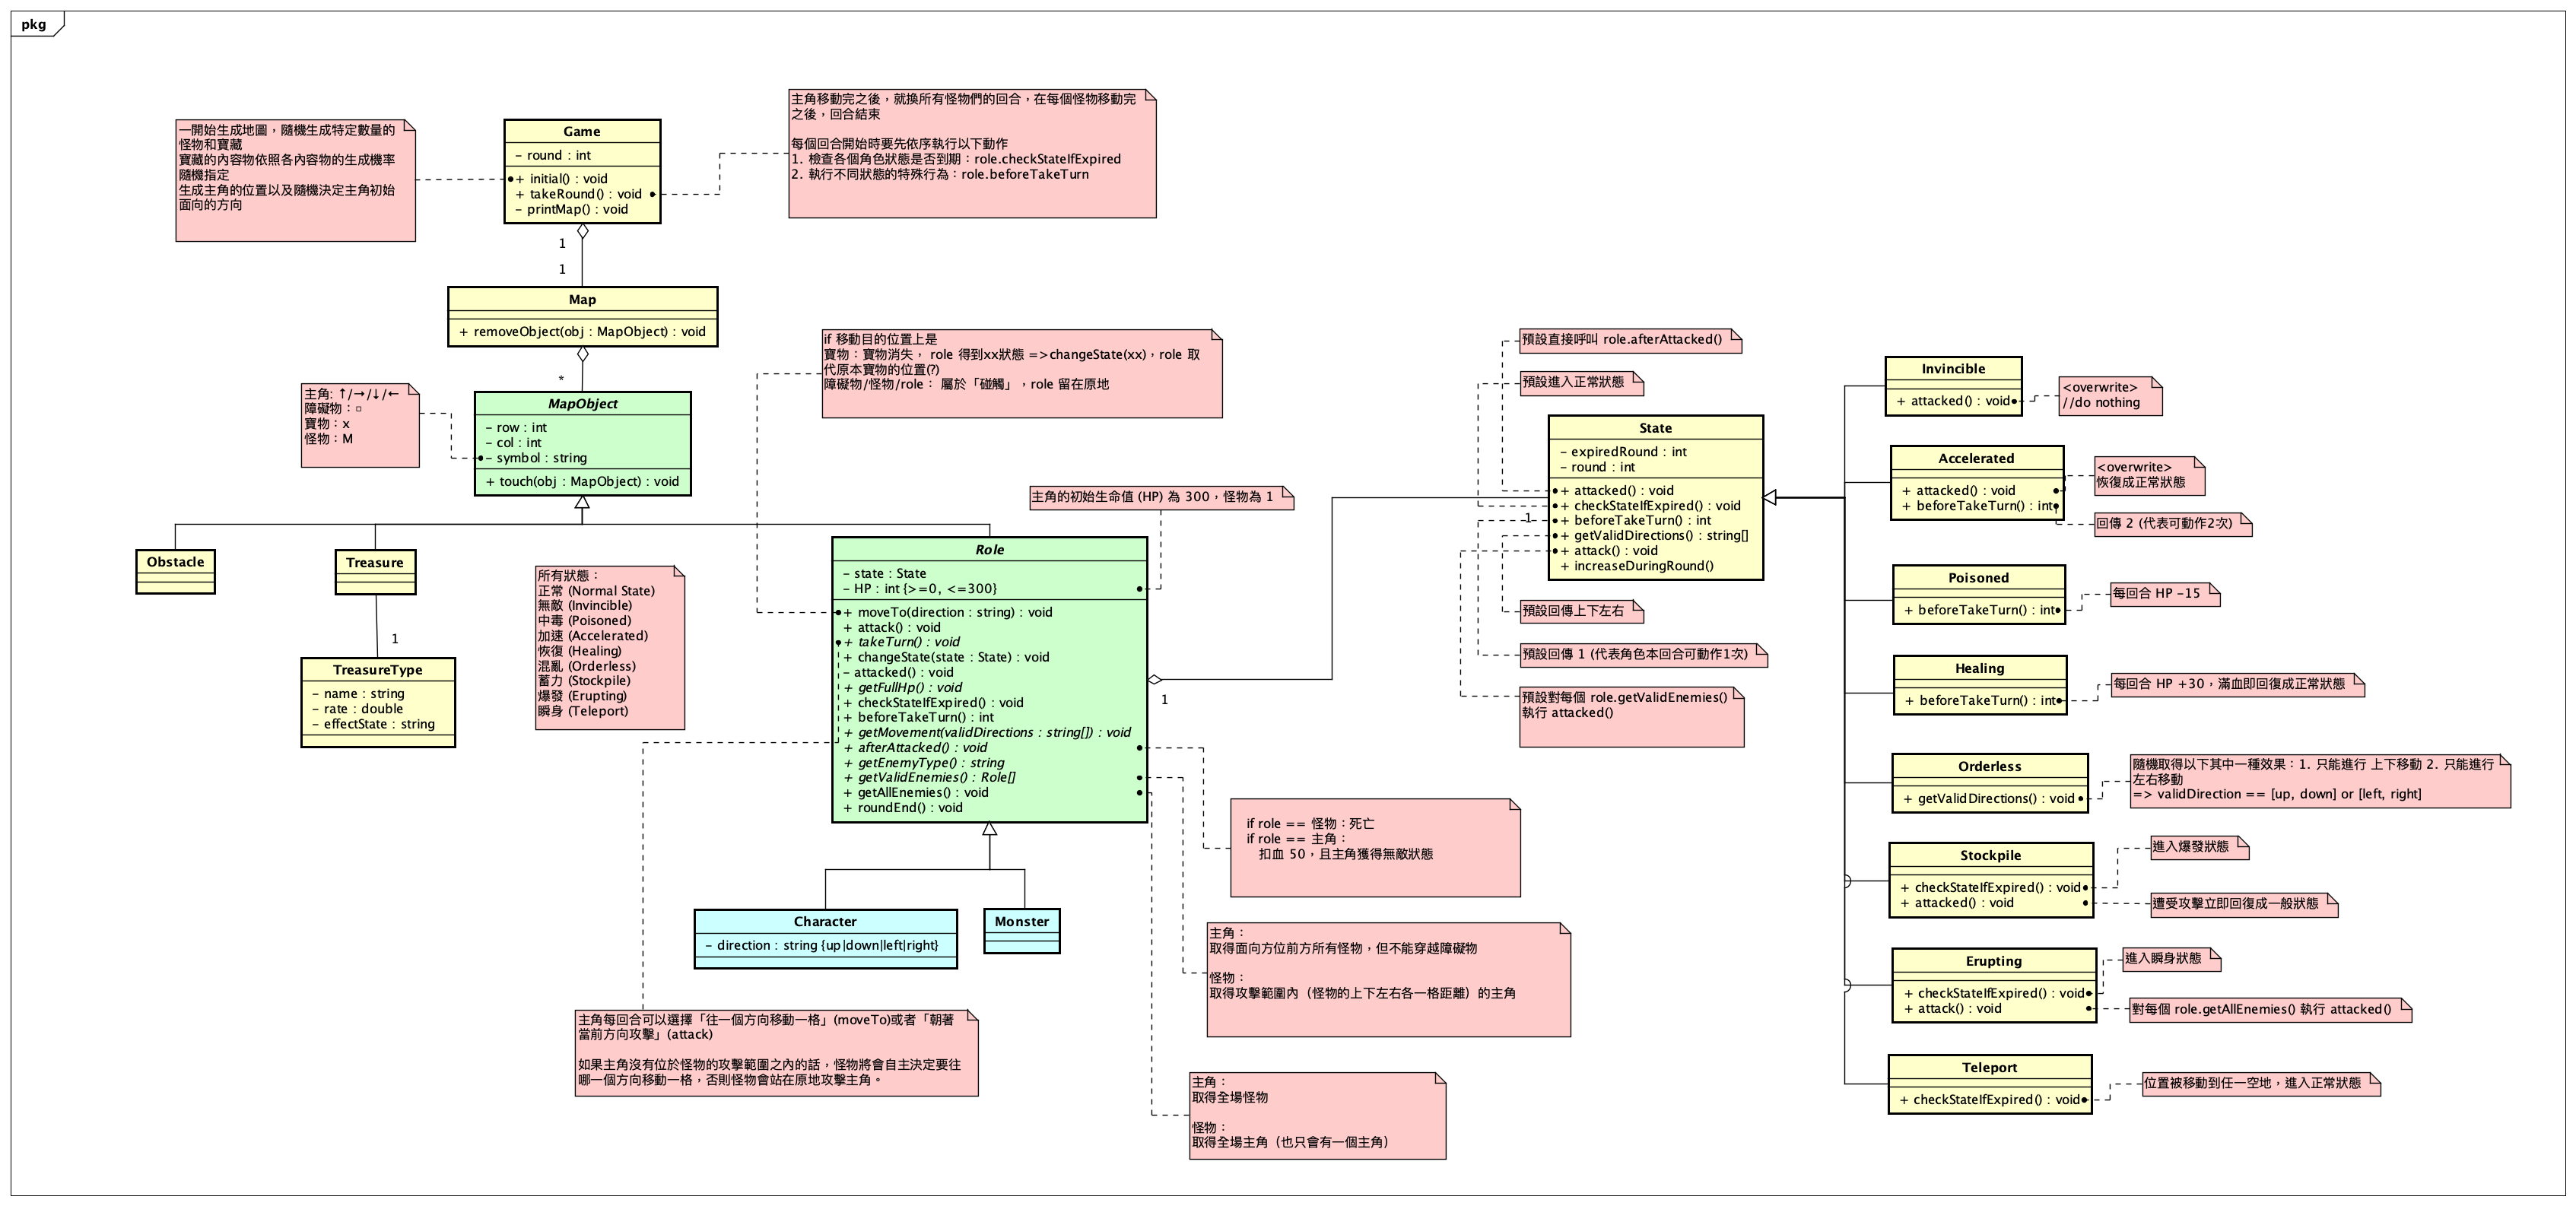 pkg
一開始生成地圖，隨機生成特定數量的
怪物和寶藏
寶藏的內容物依照各內容物的生成機率
隨機指定
生成主角的位置以及隨機決定主角初始
面向的方向
Game
– round : int
+ initial() : void
+ takeRound() : void
– printMap() : void
主角移動完之後，就換所有怪物們的回合，在每個怪物移動完
之後，回合結束
每個回合開始時要先依序執行以下動作
1. 檢查各個角色狀態是否到期：role.checkStateIfExpired
2. 執行不同狀態的特殊行為：role.beforeTakeTurn
1
1
Map
+ removeObject(obj : MapObject) : void
*
主角: ↑/→/↓/←
障礙物：□
寶物：x
怪物：M
MapObject
– row : int
– col : int
– symbol : string
+ touch(obj : MapObject) : void
if 移動目的位置上是
寶物：寶物消失， role 得到xx狀態 =>changeState(xx)，role 取
代原本寶物的位置(?)
障礙物/怪物/role： 屬於「碰觸」，role 留在原地
主角的初始生命值 (HP) 為 300，怪物為 1
Obstacle
Treasure
1
TreasureType
– name : string
– rate : double
– effectState : string
所有狀態：
正常 (Normal State)
無敵 (Invincible)
中毒 (Poisoned)
加速 (Accelerated)
恢復 (Healing)
混亂 (Orderless)
蓄力 (Stockpile)
爆發 (Erupting)
瞬身 (Teleport)
Role
– state : State
– HP : int {>=0, <=300}
+ moveTo(direction : string) : void
+ attack() : void
+ takeTurn() : void
+ changeState(state : State) : void
– attacked() : void
+ getFullHp() : void
+ checkStateIfExpired() : void
+ beforeTakeTurn() : int
+ getMovement(validDirections : string[]) : void
+ afterAttacked() : void
+ getEnemyType() : string
+ getValidEnemies() : Role[]
+ getAllEnemies() : void
+ roundEnd() : void
1
1
Character
– direction : string {up|down|left|right}
Monster
主角每回合可以選擇「往一個方向移動一格」(moveTo)或者「朝著
當前方向攻擊」(attack)
如果主角沒有位於怪物的攻擊範圍之內的話，怪物將會自主決定要往
哪一個方向移動一格，否則怪物會站在原地攻擊主角。
if role == 怪物：死亡
if role == 主角：
扣血 50，且主角獲得無敵狀態
主角：
取得面向方位前方所有怪物，但不能穿越障礙物
怪物：
取得攻擊範圍內（怪物的上下左右各一格距離）的主角
主角：
取得全場怪物
怪物：
取得全場主角（也只會有一個主角）
預設直接呼叫 role.afterAttacked()
預設進入正常狀態
State
– expiredRound : int
– round : int
+ attacked() : void
+ checkStateIfExpired() : void
+ beforeTakeTurn() : int
+ getValidDirections() : string[]
+ attack() : void
+ increaseDuringRound()
預設回傳上下左右
預設回傳 1 (代表角色本回合可動作1次)
預設對每個 role.getValidEnemies()
執行 attacked()
Invincible
+ attacked() : void
<overwrite>
//do nothing
Accelerated
+ attacked() : void
+ beforeTakeTurn() : int
<overwrite>
恢復成正常狀態
回傳 2 (代表可動作2次)
Poisoned
+ beforeTakeTurn() : int
每回合 HP –15
Healing
+ beforeTakeTurn() : int
每回合 HP +30，滿血即回復成正常狀態
Orderless
+ getValidDirections() : void
隨機取得以下其中一種效果：1. 只能進行 上下移動 2. 只能進行
左右移動
=> validDirection == [up, down] or [left, right]
Stockpile
+ checkStateIfExpired() : void
+ attacked() : void
進入爆發狀態
遭受攻擊立即回復成一般狀態
Erupting
+ checkStateIfExpired() : void
+ attack() : void
進入瞬身狀態
對每個 role.getAllEnemies() 執行 attacked()
Teleport
+ checkStateIfExpired() : void
位置被移動到任一空地，進入正常狀態